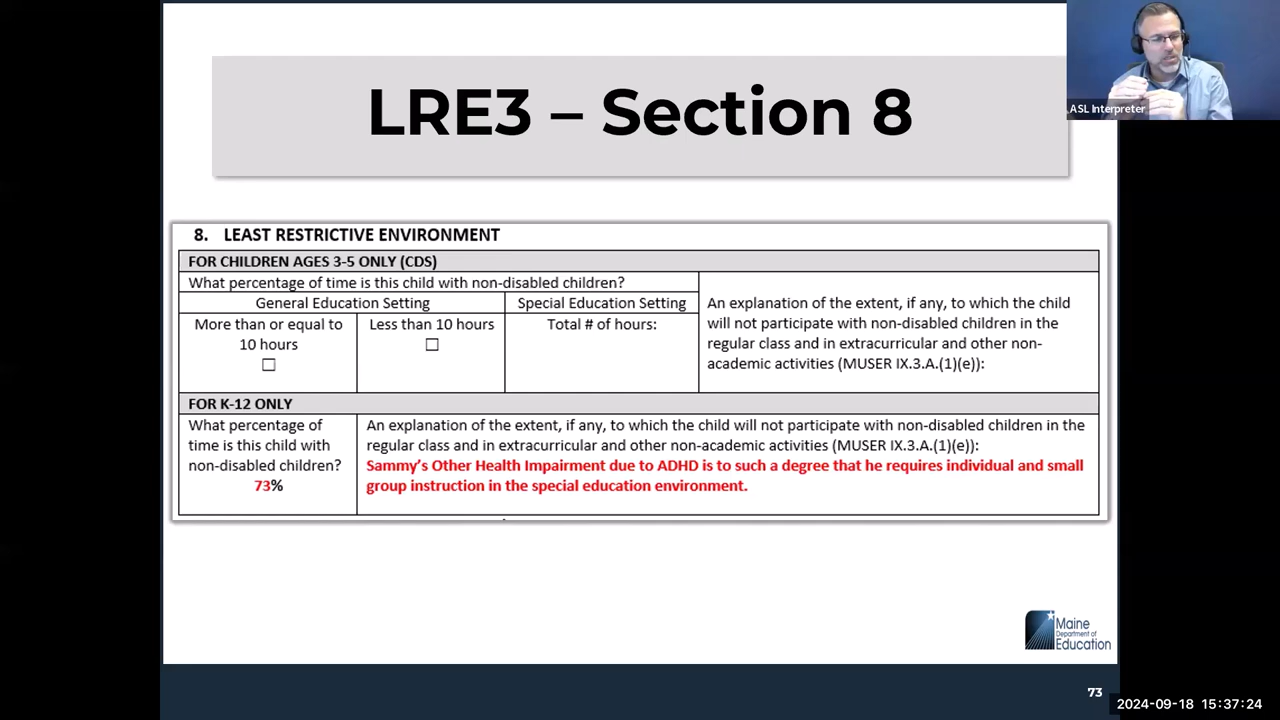 LRE3 – Section 8
ASL Interpreter
8. LEAST RESTRICTIVE ENVIRONMENT
FOR CHILDREN AGES 3-5 ONLY (CDS)
What percentage of time is this child with non-disabled children?
General Education Setting
Special Education Setting
More than or equal to
10 hours
☐
Less than 10 hours
☐
Total # of hours:
An explanation of the extent, if any, to which the child
will not participate with non-disabled children in the
regular class and in extracurricular and other non-
academic activities (MUSER IX.3.A.(1)(e)):
FOR K-12 ONLY
What percentage of
time is this child with
non-disabled children?
73%
An explanation of the extent, if any, to which the child will not participate with non-disabled children in the
regular class and in extracurricular and other non-academic activities (MUSER IX.3.A.(1)(e)):
Sammy's Other Health Impairment due to ADHD is to such a degree that he requires individual and small
group instruction in the special education environment.
Maine
Department of
Education
73
2024-09-18 15:37:24